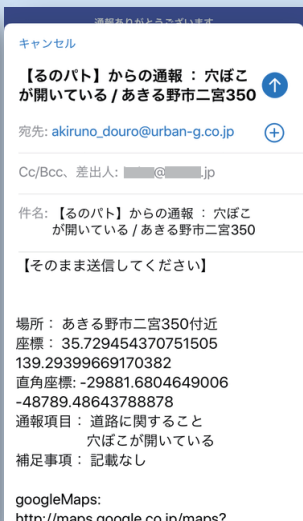 通報ありがとうございます
キャンセル
【るのパト】からの通報 ： 穴ぼこ
が開いている / あきる野市二宮350
宛先: akiruno_douro@urban-g.co.jp
Cc/Bcc、差出人: @ .jp
件名: 【るのパト】からの通報 ： 穴ぼこ
が開いている / あきる野市二宮350
【そのまま送信してください】
場所： あきる野市二宮350付近
座標： 35.729454370751505
139.29399669170382
直角座標: -29881.6804649006
-48789.48643788878
通報項目： 道路に関すること
穴ぼこが開いている
補足事項： 記載なし
googleMaps:
http://maps.google.co.jp/maps?